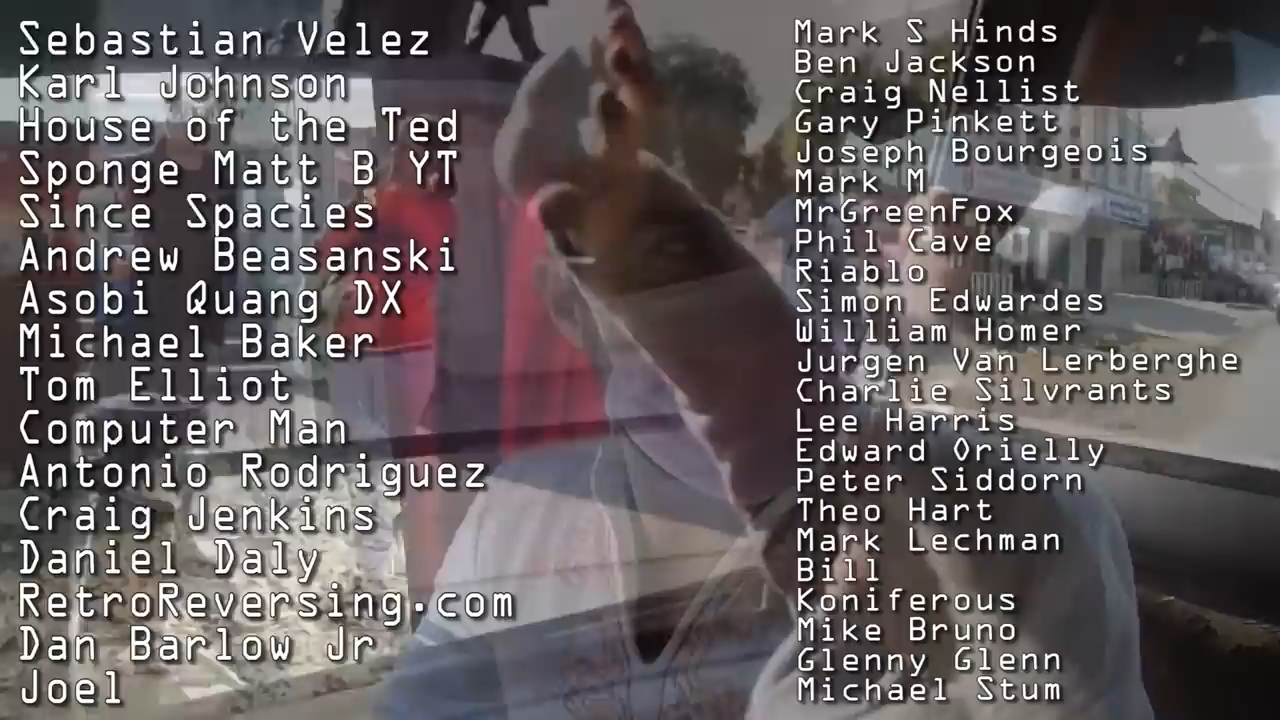 Sebastian Velez
Karl Johnson
House of the Ted
Sponge Matt B YT
Since Spacies
Andrew Beasanski
Asobi Quang DX
Michael Baker
Tom Elliot
Computer Man
Antonio Rodriguez
Craig Jenkins
Daniel Daly
RetroReversing.com
Dan Barlow Jr
Joel
Mark S Hinds
Ben Jackson
Craig Nellist
Gary Pinkett
Joseph Bourgeois
Mark M
MrGreenFox
Phil Cave
Riablo
Simon Edwardes
William Homer
Jurgen Van Lerberghe
Charlie Silvrants
Lee Harris
Edward Orielly
Peter Siddorn
Theo Hart
Mark Lechman
Bill
Koniferous
Mike Bruno
Glenny Glenn
Michael Stum